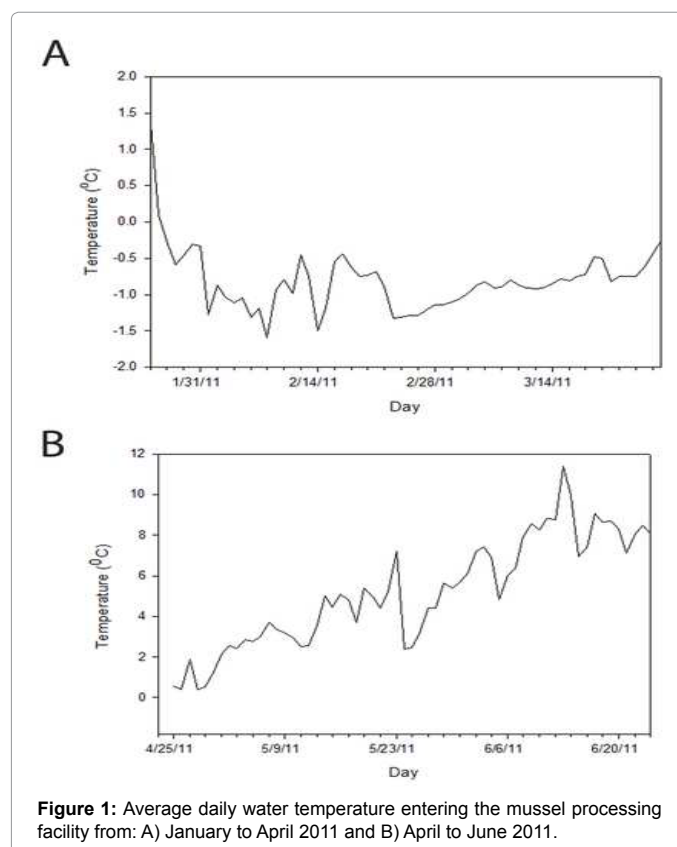 A
2.0
1.5
1.0
0.5
0.0
-0.5
-1.0
-1.5
-2.0
Temperature (⁰C)
1/31/11 2/14/11 2/28/11 3/14/11
Day
B
12
10
8
6
4
2
0
Temperature (⁰C)
4/25/11 5/9/11 5/23/11 6/6/11 6/20/11
Day
Figure 1: Average daily water temperature entering the mussel processing
facility from: A) January to April 2011 and B) April to June 2011.